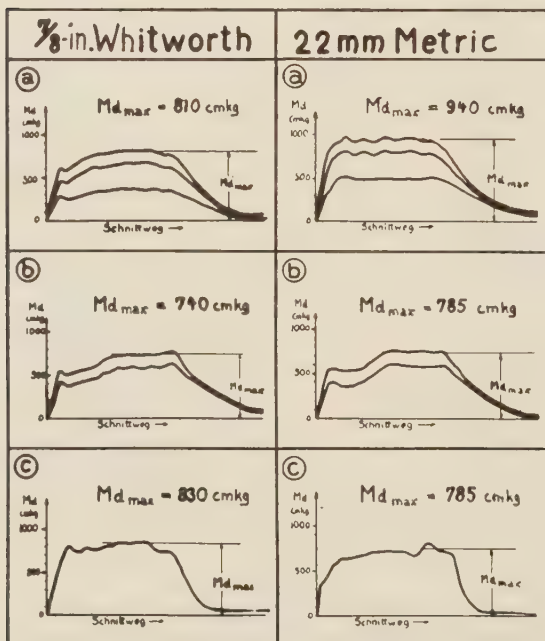 7/8-in. Whitworth
22 mm Metric
a
Md max = 810 cmkg
Md
cmkg
1000
500
0
Md max
Schnittweg →
a
Md max = 940 cmkg
Md
cmkg
1000
500
0
Md max
Schnittweg →
b
Md max = 740 cmkg
Md
cmkg
1000
500
0
Md max
Schnittweg →
b
Md max = 785 cmkg
Md
cmkg
1000
500
0
Md max
Schnittweg →
c
Md max = 830 cmkg
Md
cmkg
1000
500
0
Md max
Schnittweg →
c
Md max = 785 cmkg
Md
cmkg
1000
500
0
Md max
Schnittweg →